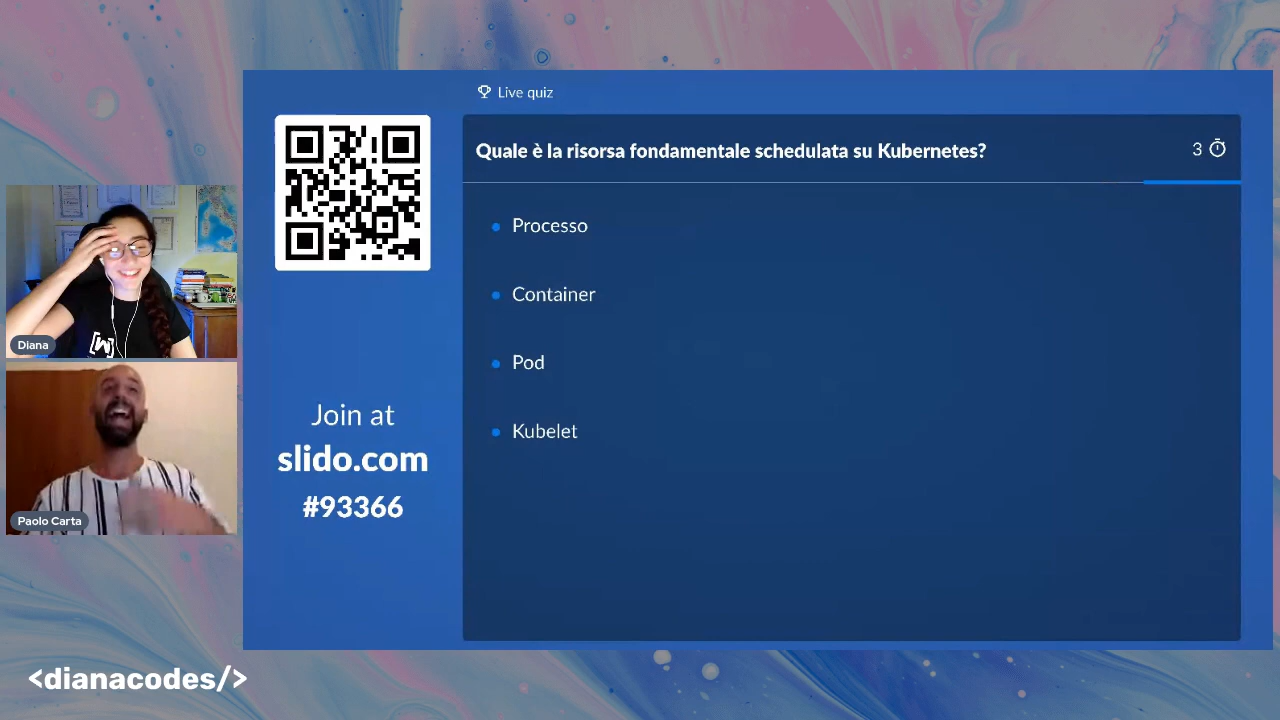 Live quiz
Quale è la risorsa fondamentale schedulata su Kubernetes?
3
Processo
Container
Pod
Kubelet
Join at
slido.com
#93366
Diana
[W]
Paolo Carta
<dianacodes/>